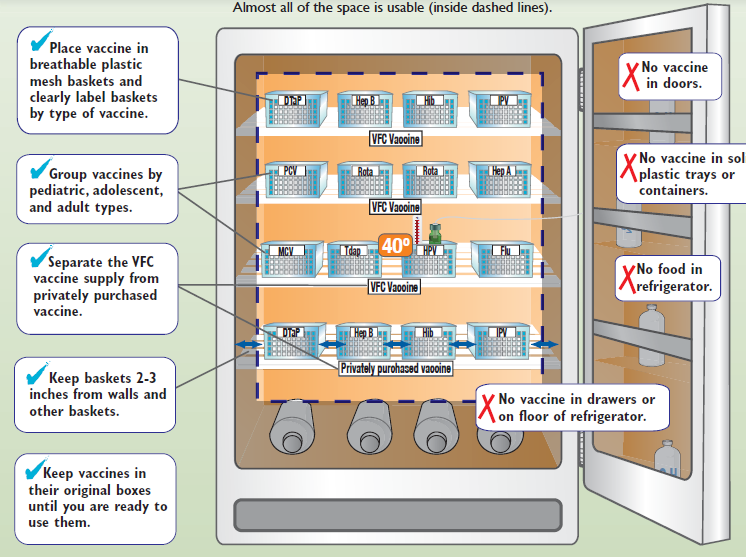 Almost all of the space is usable (inside dashed lines).
Place vaccine in
breathable plastic
mesh baskets and
clearly label baskets
by type of vaccine.
Group vaccines by
pediatric, adolescent,
and adult types.
Separate the VFC
vaccine supply from
privately purchased
vaccine.
Keep baskets 2-3
inches from walls and
other baskets.
Keep vaccines in
their original boxes
until you are ready to
use them.
DTaP Hep B Hib IPV
VFC Vaccine
PCV Rota Rota Hep A
VFC Vaccine
40º
MCV Tdap HPV Flu
VFC Vaccine
DTaP Hep B Hib IPV
Privately purchased vaccine
No vaccine
in doors.
No vaccine in sol
plastic trays or
containers.
No food in
refrigerator.
No vaccine in drawers or
on floor of refrigerator.